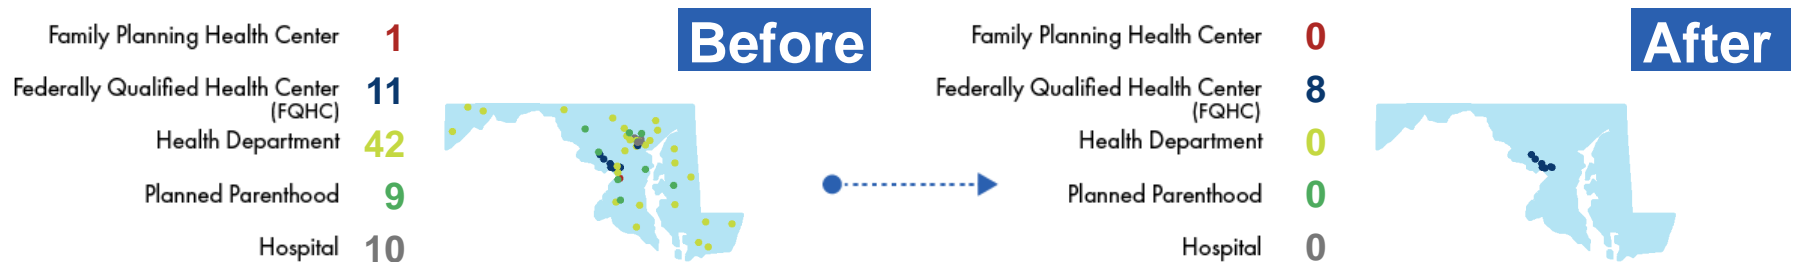 Family Planning Health Center 1
Federally Qualified Health Center 11
(FQHC)
Health Department 42
Planned Parenthood 9
Hospital 10
Before
Family Planning Health Center 0
Federally Qualified Health Center 8
(FQHC)
Health Department 0
Planned Parenthood 0
Hospital 0
After